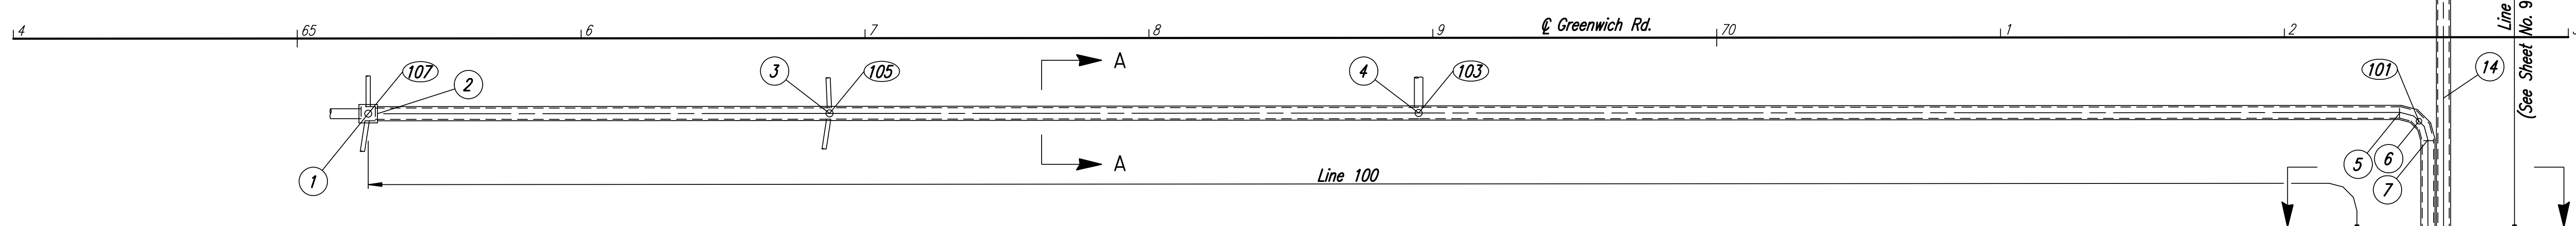 4 65 6 7 8 9 ℄ Greenwich Rd. 70 1 2
Line
(See Sheet No. 9
107 2 3 105 A 4 103 101 14
1 A 5 6
7
Line 100